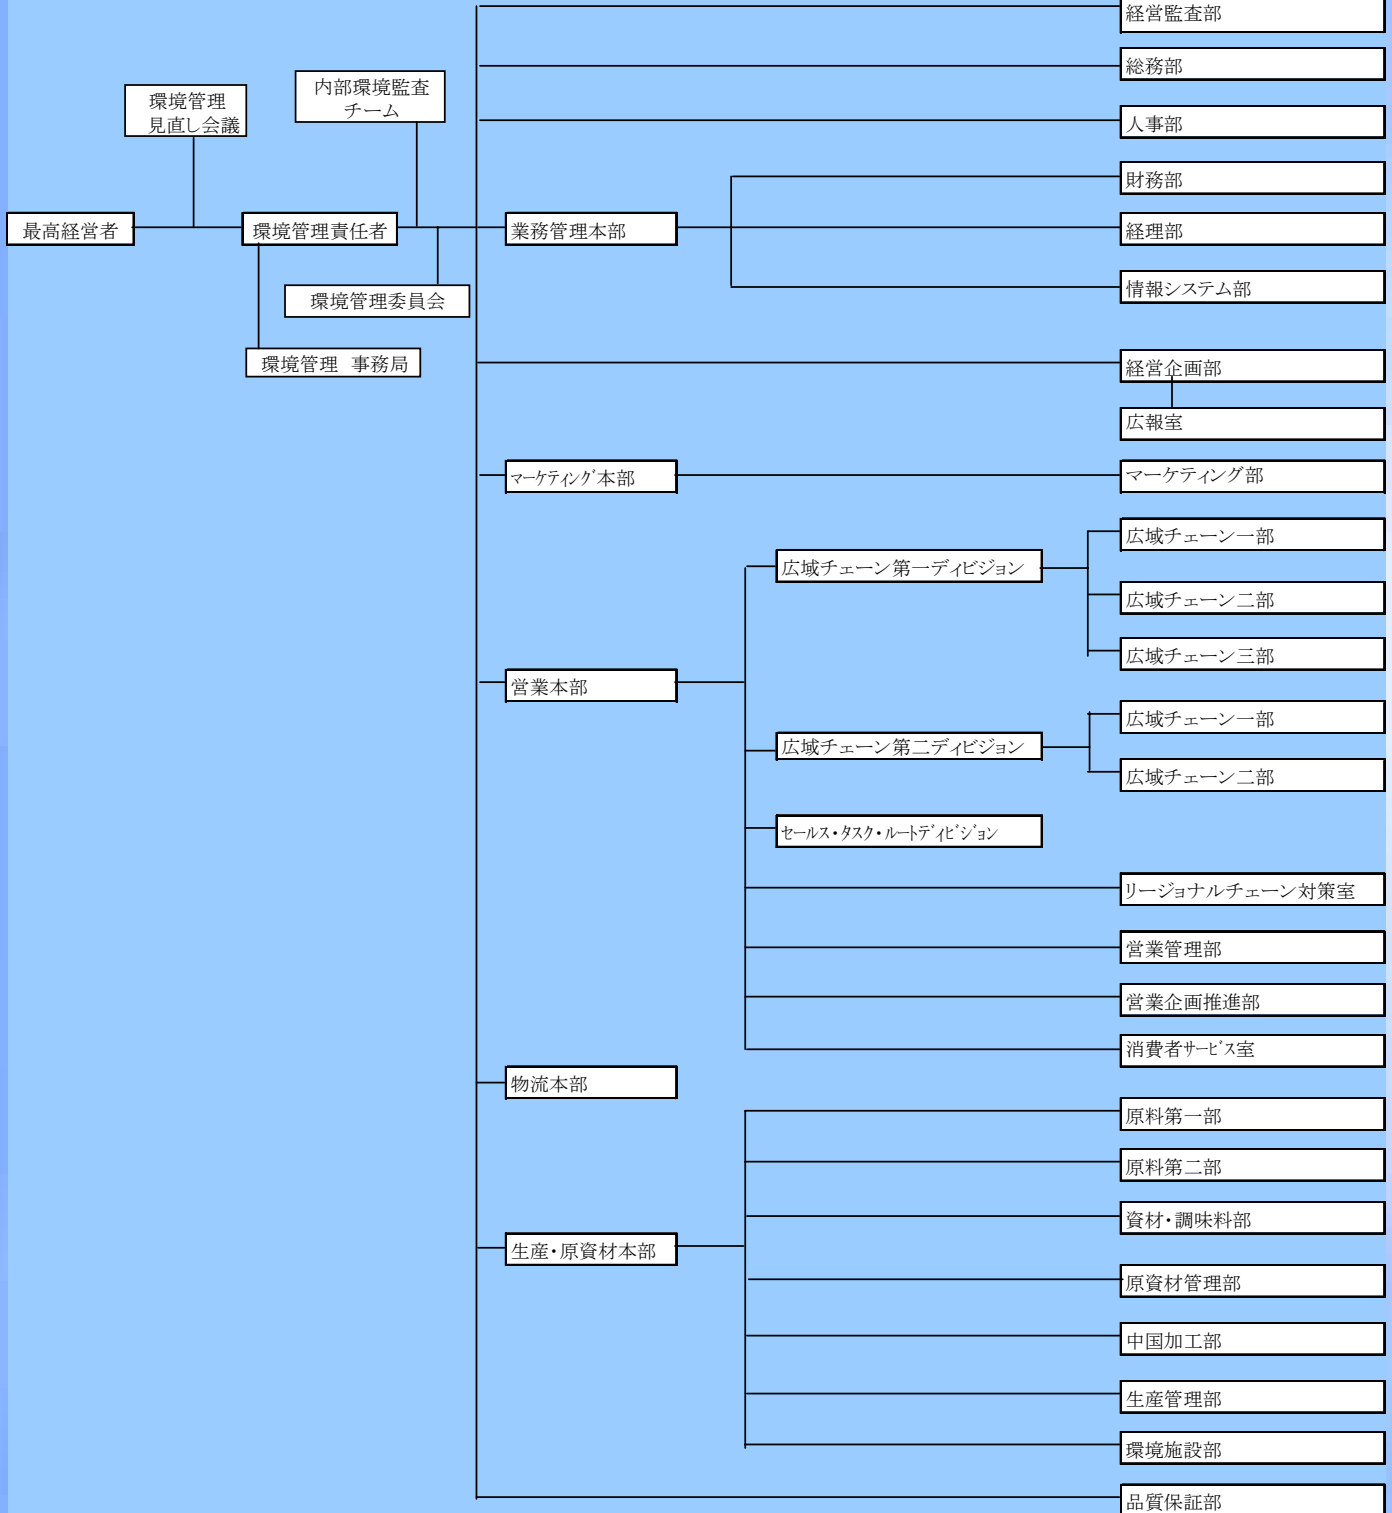 経営監査部
総務部
内部環境監査
チーム
環境管理
見直し会議
人事部
財務部
最高経営者
環境管理責任者
業務管理本部
経理部
情報システム部
環境管理委員会
環境管理　事務局
経営企画部
広報室
マーケティング本部
マーケティング部
広域チェーン一部
広域チェーン第一ディビジョン
広域チェーン二部
広域チェーン三部
営業本部
広域チェーン一部
広域チェーン第二ディビジョン
広域チェーン二部
セールス・タスク・ルートディビジョン
リージョナルチェーン対策室
営業管理部
営業企画推進部
消費者サービス室
物流本部
原料第一部
原料第二部
資材・調味料部
生産・原資材本部
原資材管理部
中国加工部
生産管理部
環境施設部
品質保証部